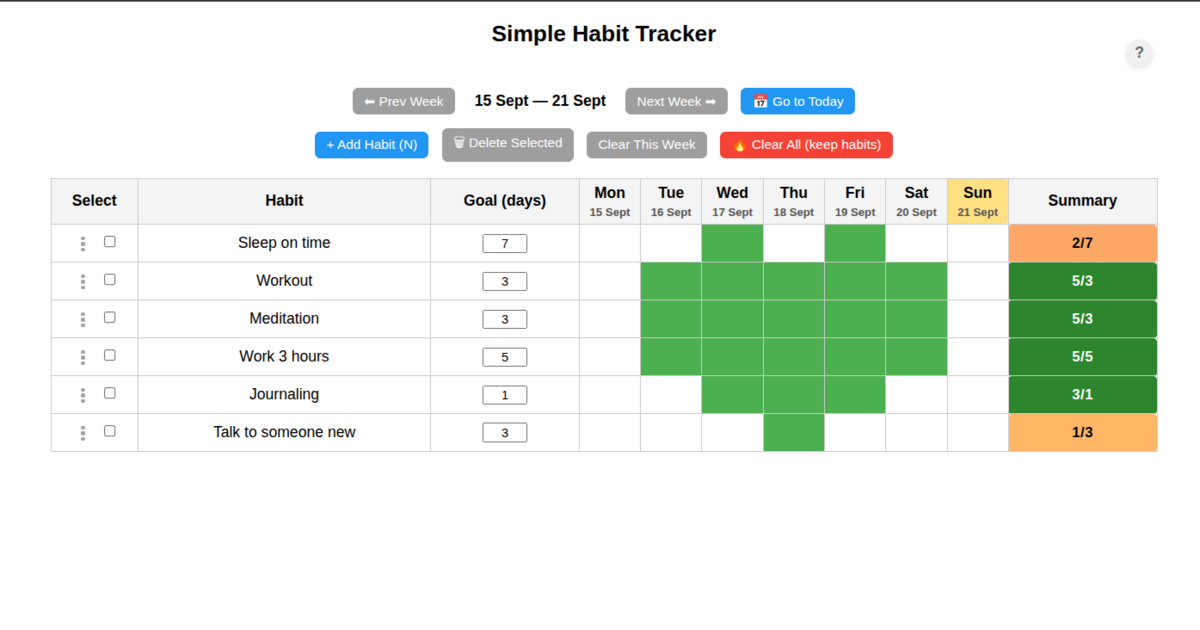 Simple Habit Tracker
?
⬅ Prev Week 15 Sept — 21 Sept Next Week ➡ 📅 Go to Today
+ Add Habit (N) 🗑 Delete Selected Clear This Week 🔥 Clear All (keep habits)
Select Habit Goal (days) Mon Tue Wed Thu Fri Sat Sun Summary
15 Sept 16 Sept 17 Sept 18 Sept 19 Sept 20 Sept 21 Sept
Sleep on time 7 2/7
Workout 3 5/3
Meditation 3 5/3
Work 3 hours 5 5/5
Journaling 1 3/1
Talk to someone new 3 1/3